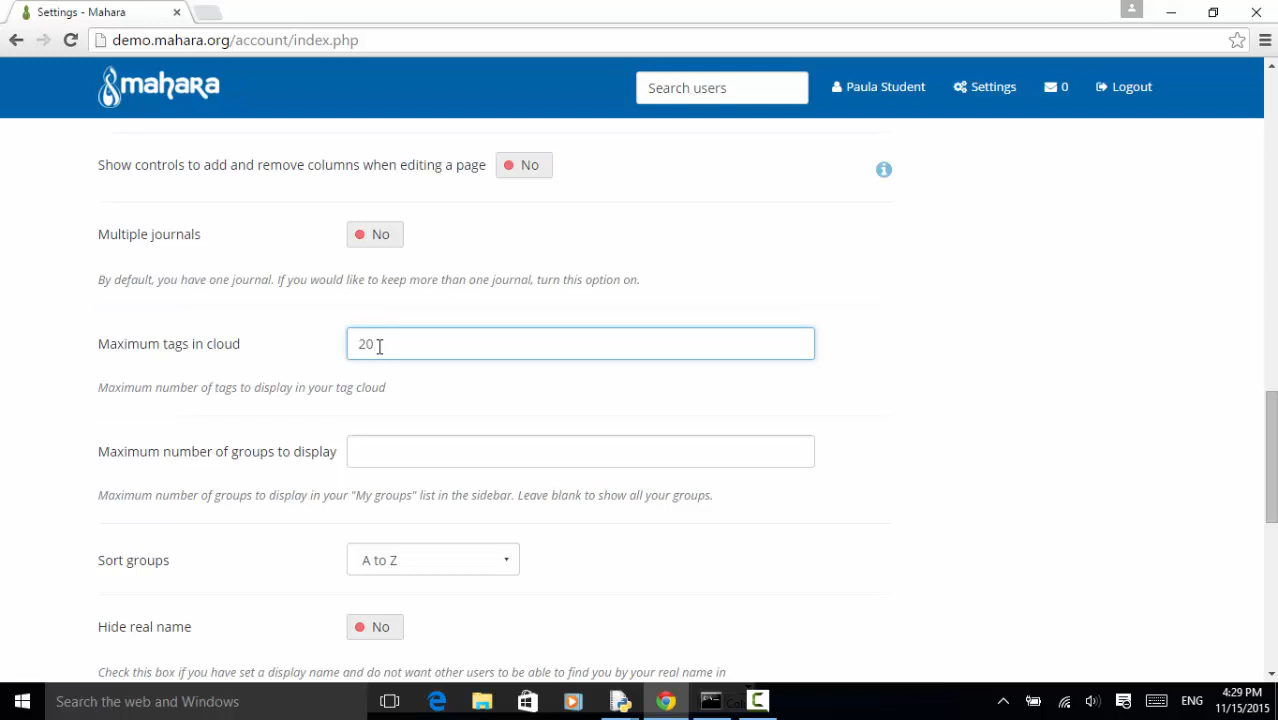 Settings - Mahara
demo.mahara.org/account/index.php
mahara
Search users
Paula Student
Settings
0
Logout
Show controls to add and remove columns when editing a page
No
Multiple journals
No
By default, you have one journal. If you would like to keep more than one journal, turn this option on.
Maximum tags in cloud
20
Maximum number of tags to display in your tag cloud
Maximum number of groups to display
Maximum number of groups to display in your "My groups" list in the sidebar. Leave blank to show all your groups.
Sort groups
A to Z
Hide real name
No
Check this box if you have set a display name and do not want other users to be able to find you by your real name in
Search the web and Windows
ENG
4:29 PM
11/15/2015